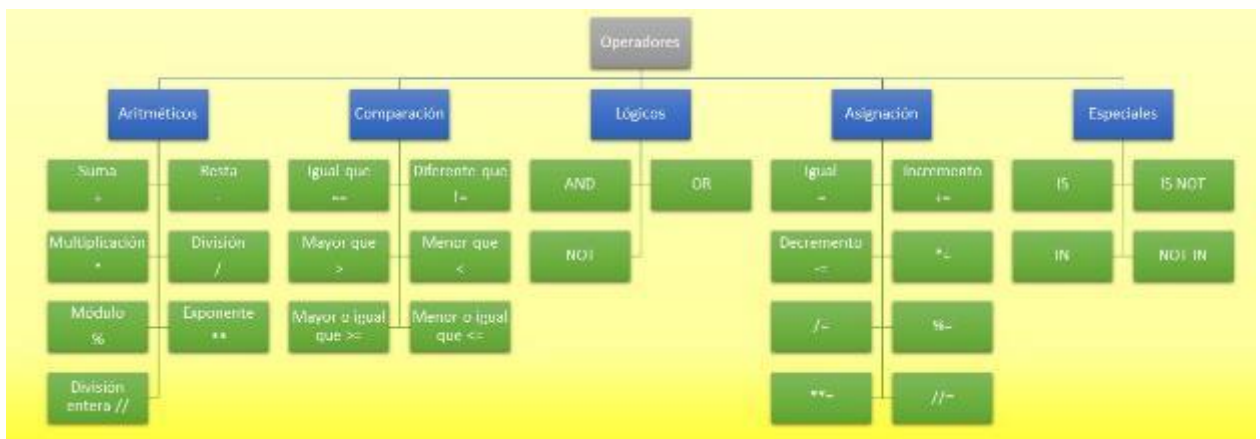 Operadores
Aritméticos
Comparación
Lógicos
Asignación
Especiales
Suma
+
Resta
-
Igual que
==
Diferente que
!=
AND
OR
Igual
=
Incremento
+=
IS
IS NOT
Multiplicación
*
División
/
Mayor que
>
Menor que
<
NOT
Decremento
-=
*=
IN
NOT IN
Módulo
%
Exponente
**
Mayor o igual
que >=
Menor o igual
que <=
/=
%=
División
entera //
**=
//=